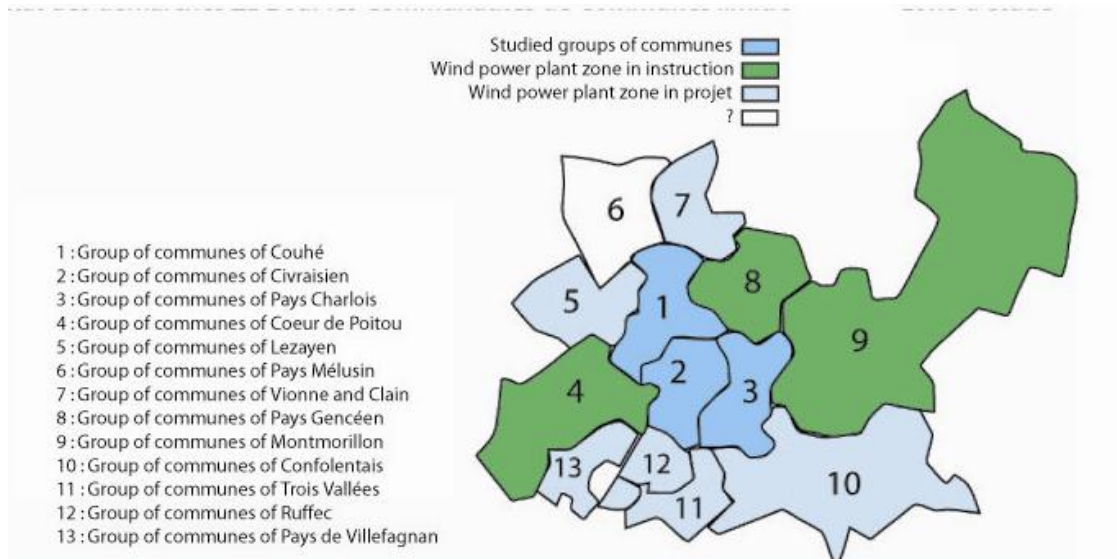 Studied groups of communes
Wind power plant zone in instruction
Wind power plant zone in projet
?
6
7
8
5
1
9
2
3
4
12
13
10
11
1 : Group of communes of Couhé
2 : Group of communes of Civraisien
3 : Group of communes of Pays Charlois
4 : Group of communes of Coeur de Poitou
5 : Group of communes of Lezayen
6 : Group of communes of Pays Mélusin
7 : Group of communes of Vionne and Clain
8 : Group of communes of Pays Gencéen
9 : Group of communes of Montmorillon
10 : Group of communes of Confolentais
11 : Group of communes of Trois Vallées
12 : Group of communes of Ruffec
13 : Group of communes of Pays de Villefagnan